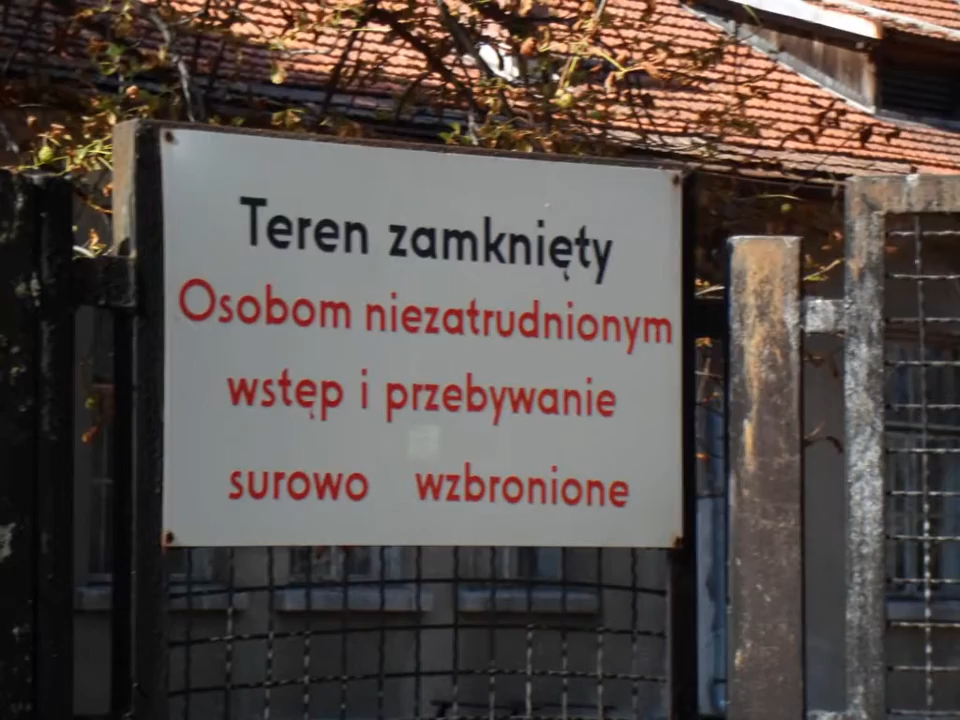 Teren zamknięty
Osobom niezatrudnionym
wstęp i przebywanie
surowo wzbronione